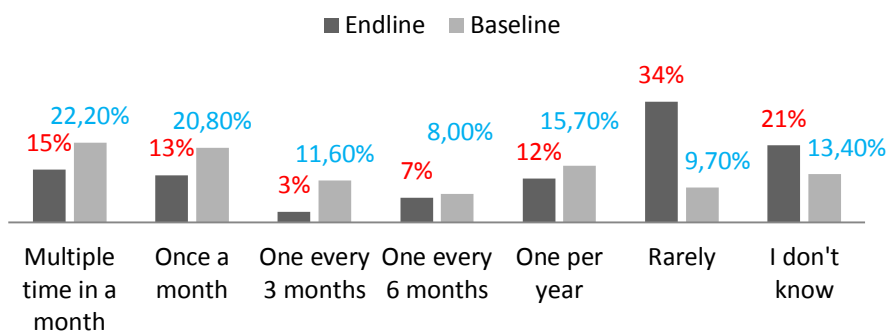 Endline Baseline
34%
22,20%
20,80%
15,70%
21%
15%
13%
11,60%
8,00%
12%
9,70%
13,40%
3%
7%
Multiple
time in a
month
Once a
month
One every
3 months
One every
6 months
One per
year
Rarely
I don't
know